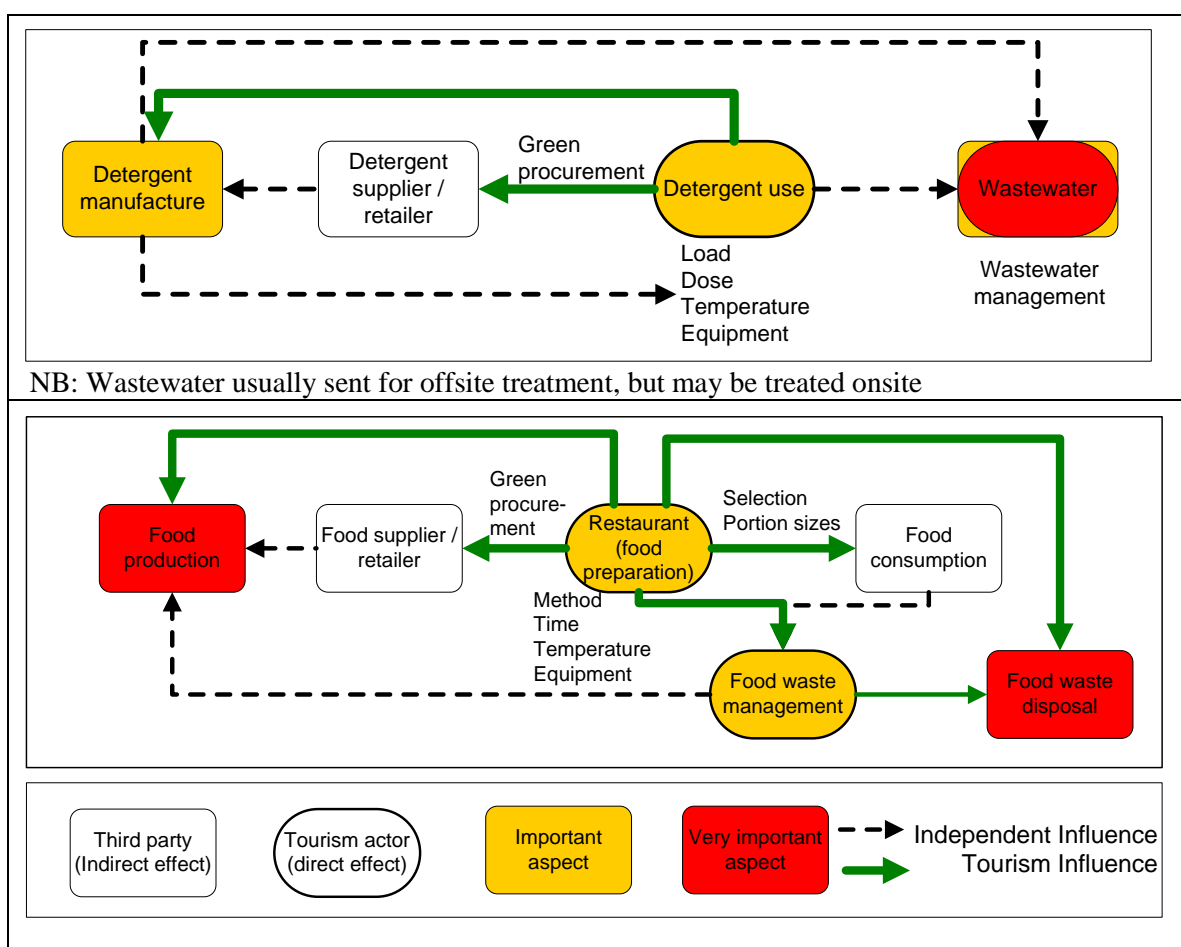 Detergent
manufacture
Detergent
supplier /
retailer
Green
procurement
Detergent use
Wastewater
Load
Dose
Temperature
Equipment
Wastewater
management
NB: Wastewater usually sent for offsite treatment, but may be treated onsite
Food
production
Food supplier /
retailer
Green
procure-
ment
Restaurant
(food
preparation)
Selection
Portion sizes
Food
consumption
Method
Time
Temperature
Equipment
Food waste
management
Food waste
disposal
Third party
(Indirect effect)
Tourism actor
(direct effect)
Important
aspect
Very important
aspect
Independent Influence
Tourism Influence